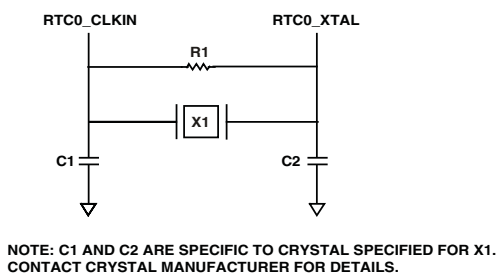 RTC0_CLKIN RTC0_XTAL
R1
X1
C1 C2
NOTE: C1 AND C2 ARE SPECIFIC TO CRYSTAL SPECIFIED FOR X1.
CONTACT CRYSTAL MANUFACTURER FOR DETAILS.